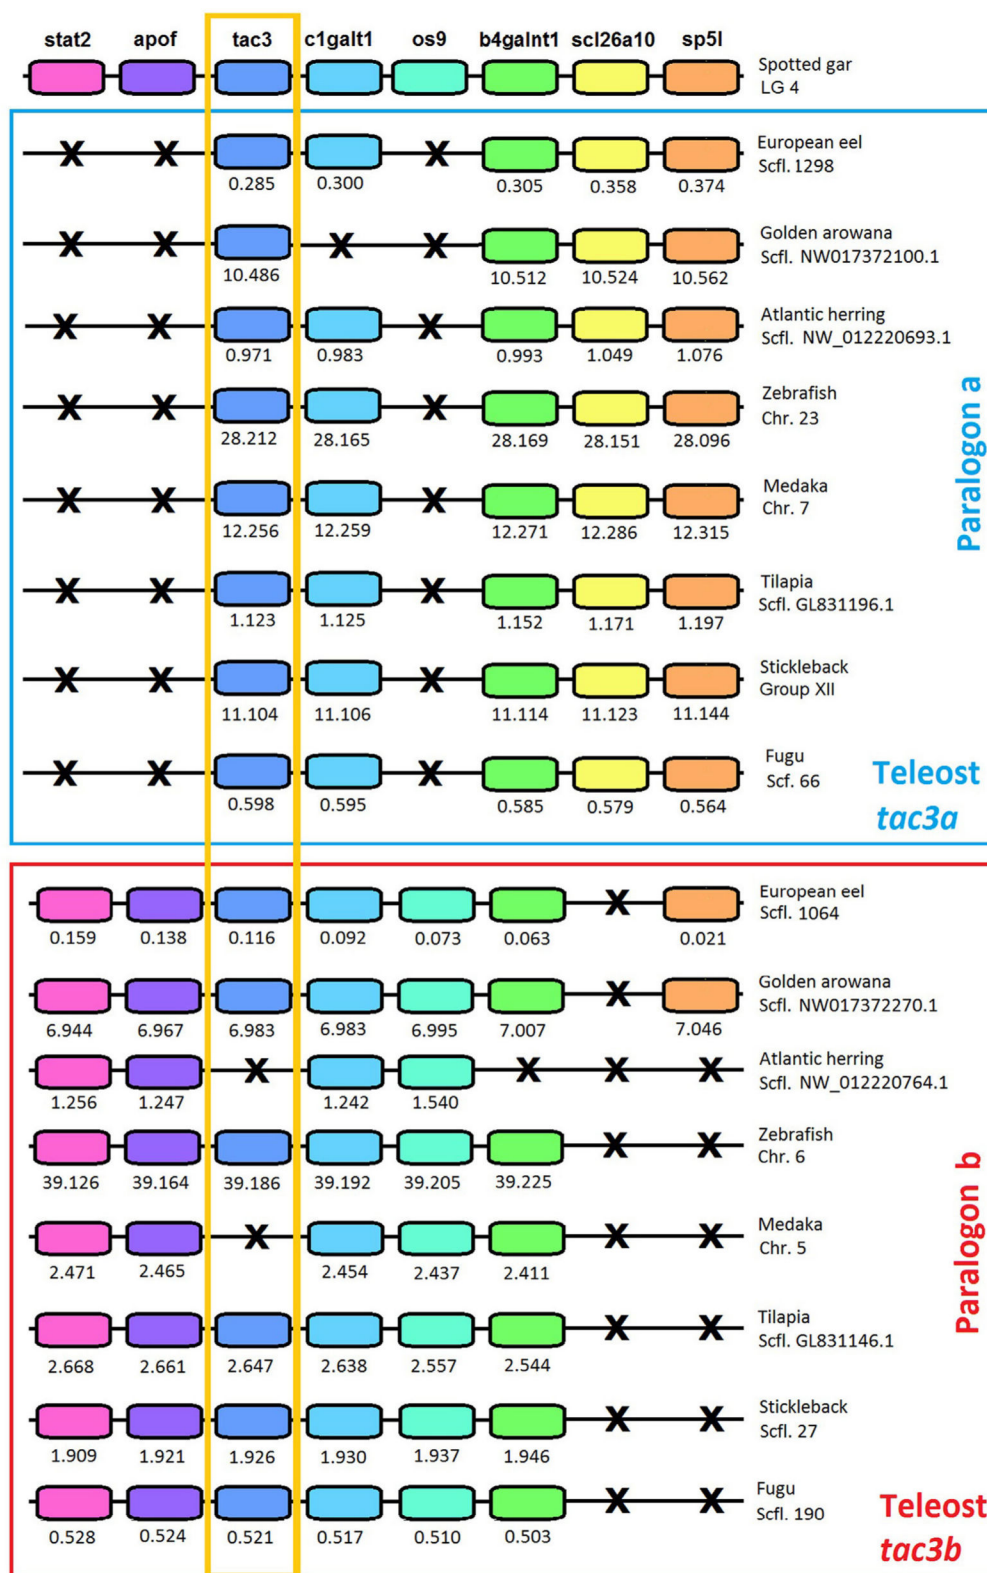 stat2 apof tac3 c1galt1 os9 b4galnt1 scl26a10 sp5l
Spotted gar
LG 4
European eel
Scfl. 1298
X X X
0.285 0.300 0.305 0.358 0.374
Golden arowana
Scfl. NW017372100.1
X X X X
10.486 10.512 10.524 10.562
Atlantic herring
Scfl. NW_012220693.1
X X X
0.971 0.983 0.993 1.049 1.076
Zebrafish
Chr. 23
X X X
28.212 28.165 28.169 28.151 28.096
Medaka
Chr. 7
X X X
12.256 12.259 12.271 12.286 12.315
Tilapia
Scfl. GL831196.1
X X X
1.123 1.125 1.152 1.171 1.197
Stickleback
Group XII
X X X
11.104 11.106 11.114 11.123 11.144
Fugu
Scf. 66
X X X
0.598 0.595 0.585 0.579 0.564
Paralogon a
Teleost
tac3a
European eel
Scfl. 1064
X
0.159 0.138 0.116 0.092 0.073 0.063 0.021
Golden arowana
Scfl. NW017372270.1
X
6.944 6.967 6.983 6.983 6.995 7.007 7.046
Atlantic herring
Scfl. NW_012220764.1
X X X X
1.256 1.247 1.242 1.540
Zebrafish
Chr. 6
X X
39.126 39.164 39.186 39.192 39.205 39.225
Medaka
Chr. 5
X X X
2.471 2.465 2.454 2.437 2.411
Tilapia
Scfl. GL831146.1
X X
2.668 2.661 2.647 2.638 2.557 2.544
Stickleback
Scfl. 27
X X
1.909 1.921 1.926 1.930 1.937 1.946
Fugu
Scfl. 190
X X
0.528 0.524 0.521 0.517 0.510 0.503
Paralogon b
Teleost
tac3b